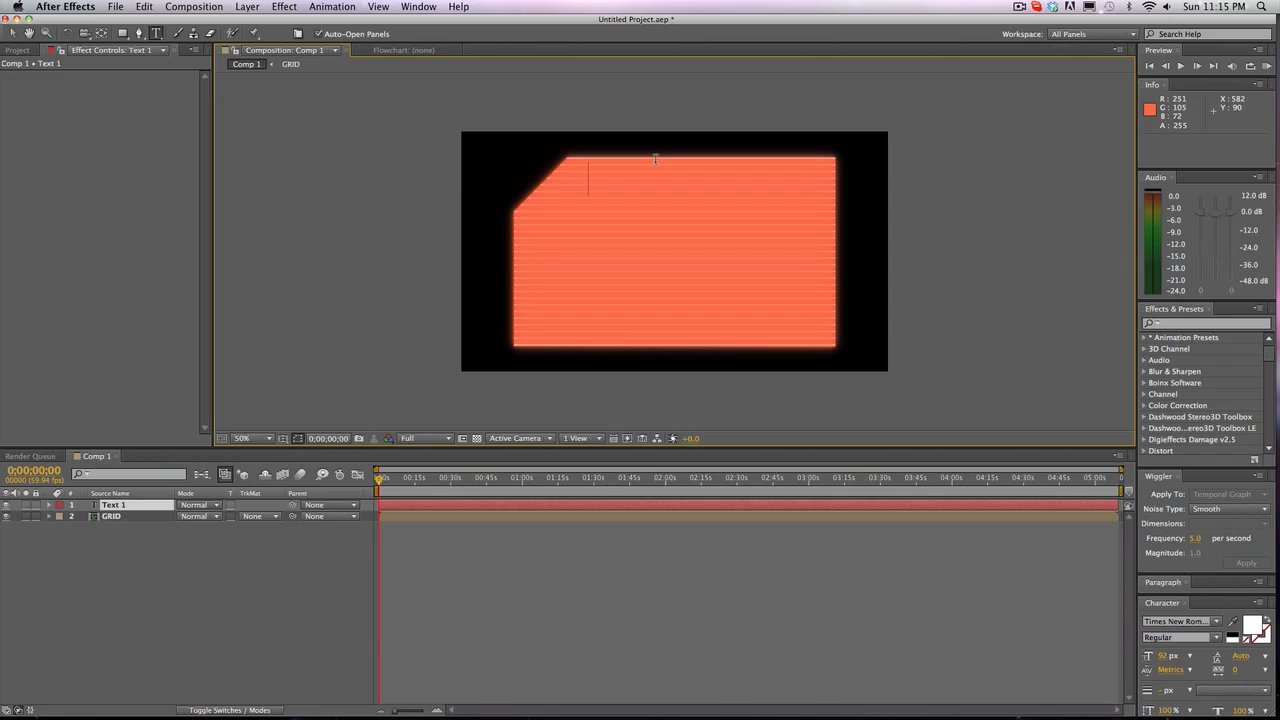 After Effects File Edit Composition Layer Effect Animation View Window Help Sun 11:15 PM
Untitled Project.aep *
Auto-Open Panels Workspace: All Panels Search Help
Project Effect Controls: Text 1 Composition: Comp 1 Flowchart: (none) Preview
Comp 1 • Text 1 Comp 1 GRID
Info
R: 251 X: 582
G: 105 Y: 90
B: 72
A: 255
Audio
0.0 12.0 dB
-3.0
-6.0 0.0 dB
-9.0
-12.0 -12.0
-15.0 -24.0
-18.0
-21.0 -36.0
-24.0 0 0 -48.0 dB
Effects & Presets
* Animation Presets
3D Channel
Audio
Blur & Sharpen
Boinx Software
Channel
Color Correction
Dashwood Stereo3D Toolbox
Dashwoo...ereo3D Toolbox LE
Digieffects Damage v2.5
Distort
50% 0;00;00;00 Full Active Camera 1 View +0.0
Render Queue Comp 1
0;00;00;00
00000 (59.94 fps)
00:15s 00:30s 00:45s 01:00s 01:15s 01:30s 01:45s 02:00s 02:15s 02:30s 02:45s 03:00s 03:15s 03:30s 03:45s 04:00s 04:15s 04:30s 04:45s 05:00s
# Source Name Mode T TrkMat Parent
1 T Text 1 Normal None
2 GRID Normal None None
Wiggler
Apply To: Temporal Graph
Noise Type: Smooth
Dimensions:
Frequency: 5.0 per second
Magnitude: 1.0
Apply
Paragraph
Character
Times New Rom...
Regular
92 px Auto
Metrics 0
- px
100% 100%
Toggle Switches / Modes